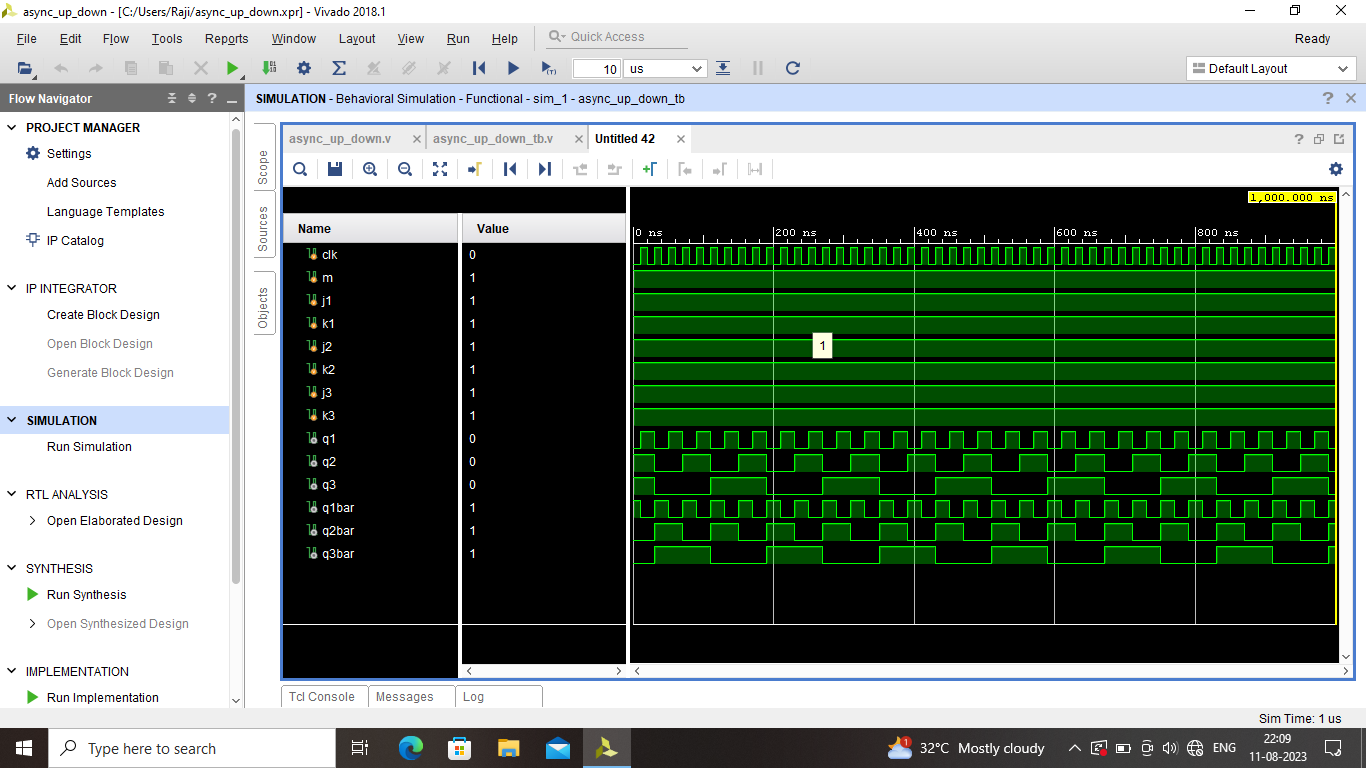 async_up_down - [C:/Users/Raji/async_up_down.xpr] - Vivado 2018.1
File Edit Flow Tools Reports Window Layout View Run Help Quick Access Ready
10 us Default Layout
Flow Navigator
SIMULATION - Behavioral Simulation - Functional - sim_1 - async_up_down_tb
PROJECT MANAGER
Settings
Add Sources
Language Templates
IP Catalog
IP INTEGRATOR
Create Block Design
Open Block Design
Generate Block Design
SIMULATION
Run Simulation
RTL ANALYSIS
Open Elaborated Design
SYNTHESIS
Run Synthesis
Open Synthesized Design
IMPLEMENTATION
Run Implementation
Scope
Sources
Objects
async_up_down.v async_up_down_tb.v Untitled 42
1,000.000 ns
Name Value
0 ns 200 ns 400 ns 600 ns 800 ns
clk 0
m 1
j1 1
k1 1
j2 1
1
k2 1
j3 1
k3 1
q1 0
q2 0
q3 0
q1bar 1
q2bar 1
q3bar 1
Tcl Console Messages Log
Sim Time: 1 us
Type here to search
1
32°C Mostly cloudy
ENG
22:09
11-08-2023